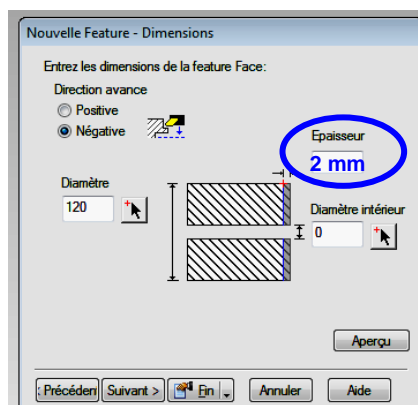 Nouvelle Feature - Dimensions
Entrez les dimensions de la feature Face:
Direction avance
Positive
Négative
Epaisseur
2 mm
Diamètre
120
Diamètre intérieur
0
Aperçu
< Précéden Suivant > Fin Annuler Aide